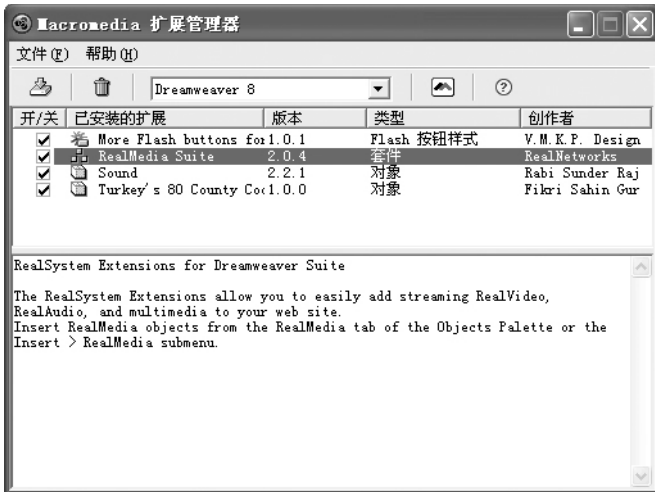 Macromedia 扩展管理器
文件(F) 帮助(H)
Dreamweaver 8
开/关 已安装的扩展 版本 类型 创作者
More Flash buttons fo 1.0.1 Flash 按钮样式 V.M.K.P. Design
RealMedia Suite 2.0.4 套件 RealNetworks
Sound 2.2.1 对象 Rabi Sunder Raj
Turkey's 80 County Co 1.0.0 对象 Fikri Sahin Gur
RealSystem Extensions for Dreamweaver Suite
The RealSystem Extensions allow you to easily add streaming RealVideo,
RealAudio, and multimedia to your web site.
Insert RealMedia objects from the RealMedia tab of the Objects Palette or the
Insert > RealMedia submenu.